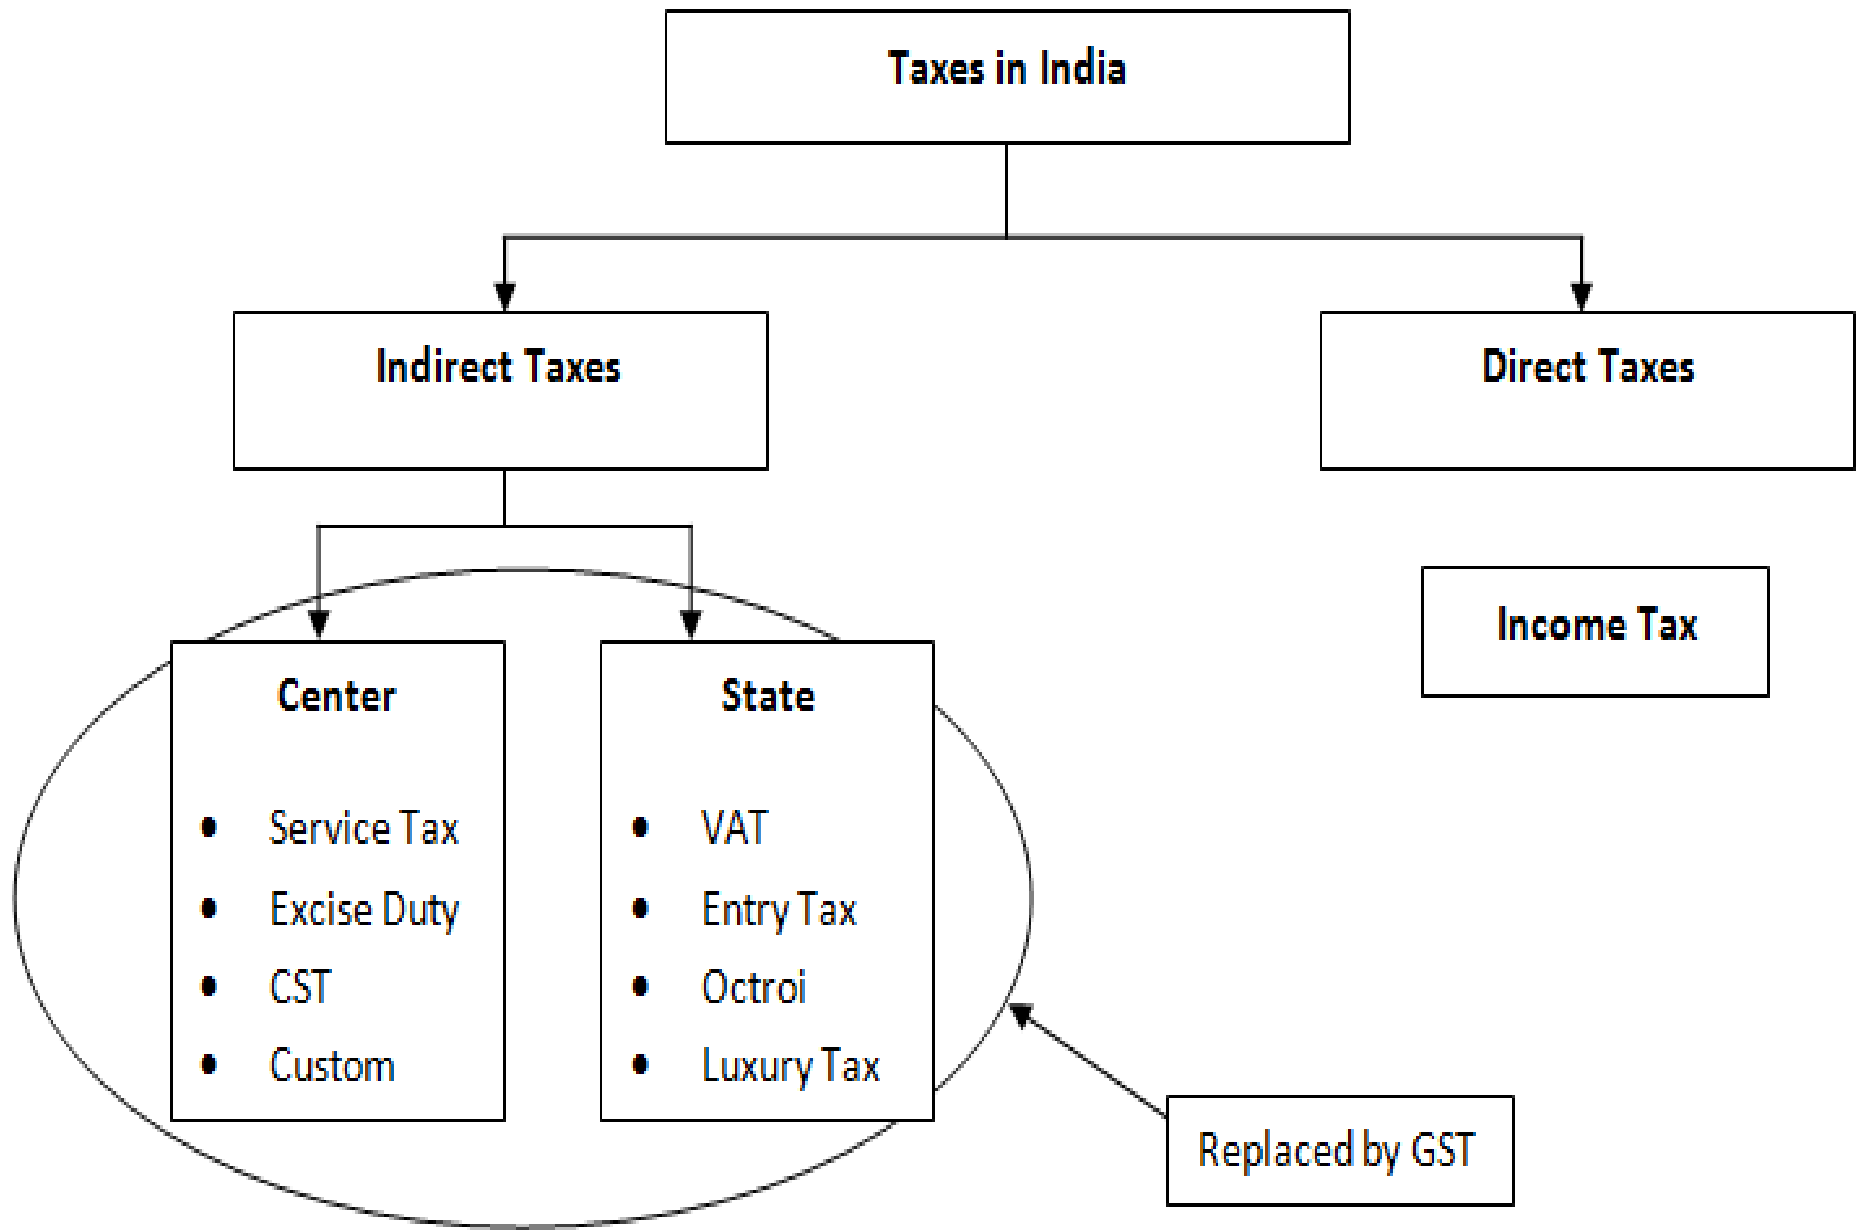 Taxes in India
Indirect Taxes
Direct Taxes
Income Tax
Center
• Service Tax
• Excise Duty
• CST
• Custom
State
• VAT
• Entry Tax
• Octroi
• Luxury Tax
Replaced by GST